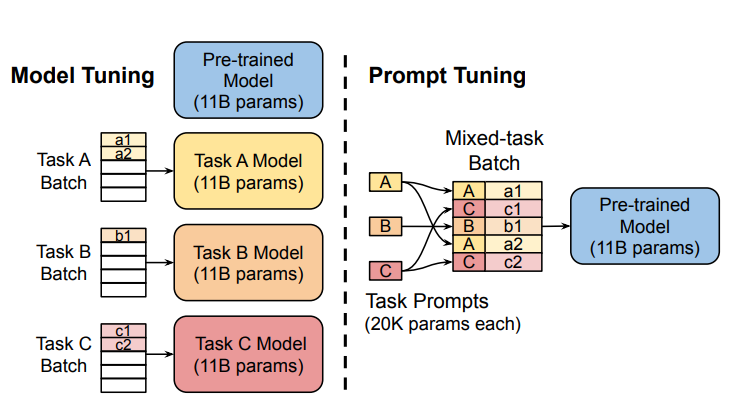 Model Tuning
Pre-trained
Model
(11B params)
Task A
Batch
a1
a2
Task A Model
(11B params)
Task B
Batch
b1
Task B Model
(11B params)
Task C
Batch
c1
c2
Task C Model
(11B params)
Prompt Tuning
Mixed-task
Batch
A
B
C
A a1
C c1
B b1
A a2
C c2
Task Prompts
(20K params each)
Pre-trained
Model
(11B params)